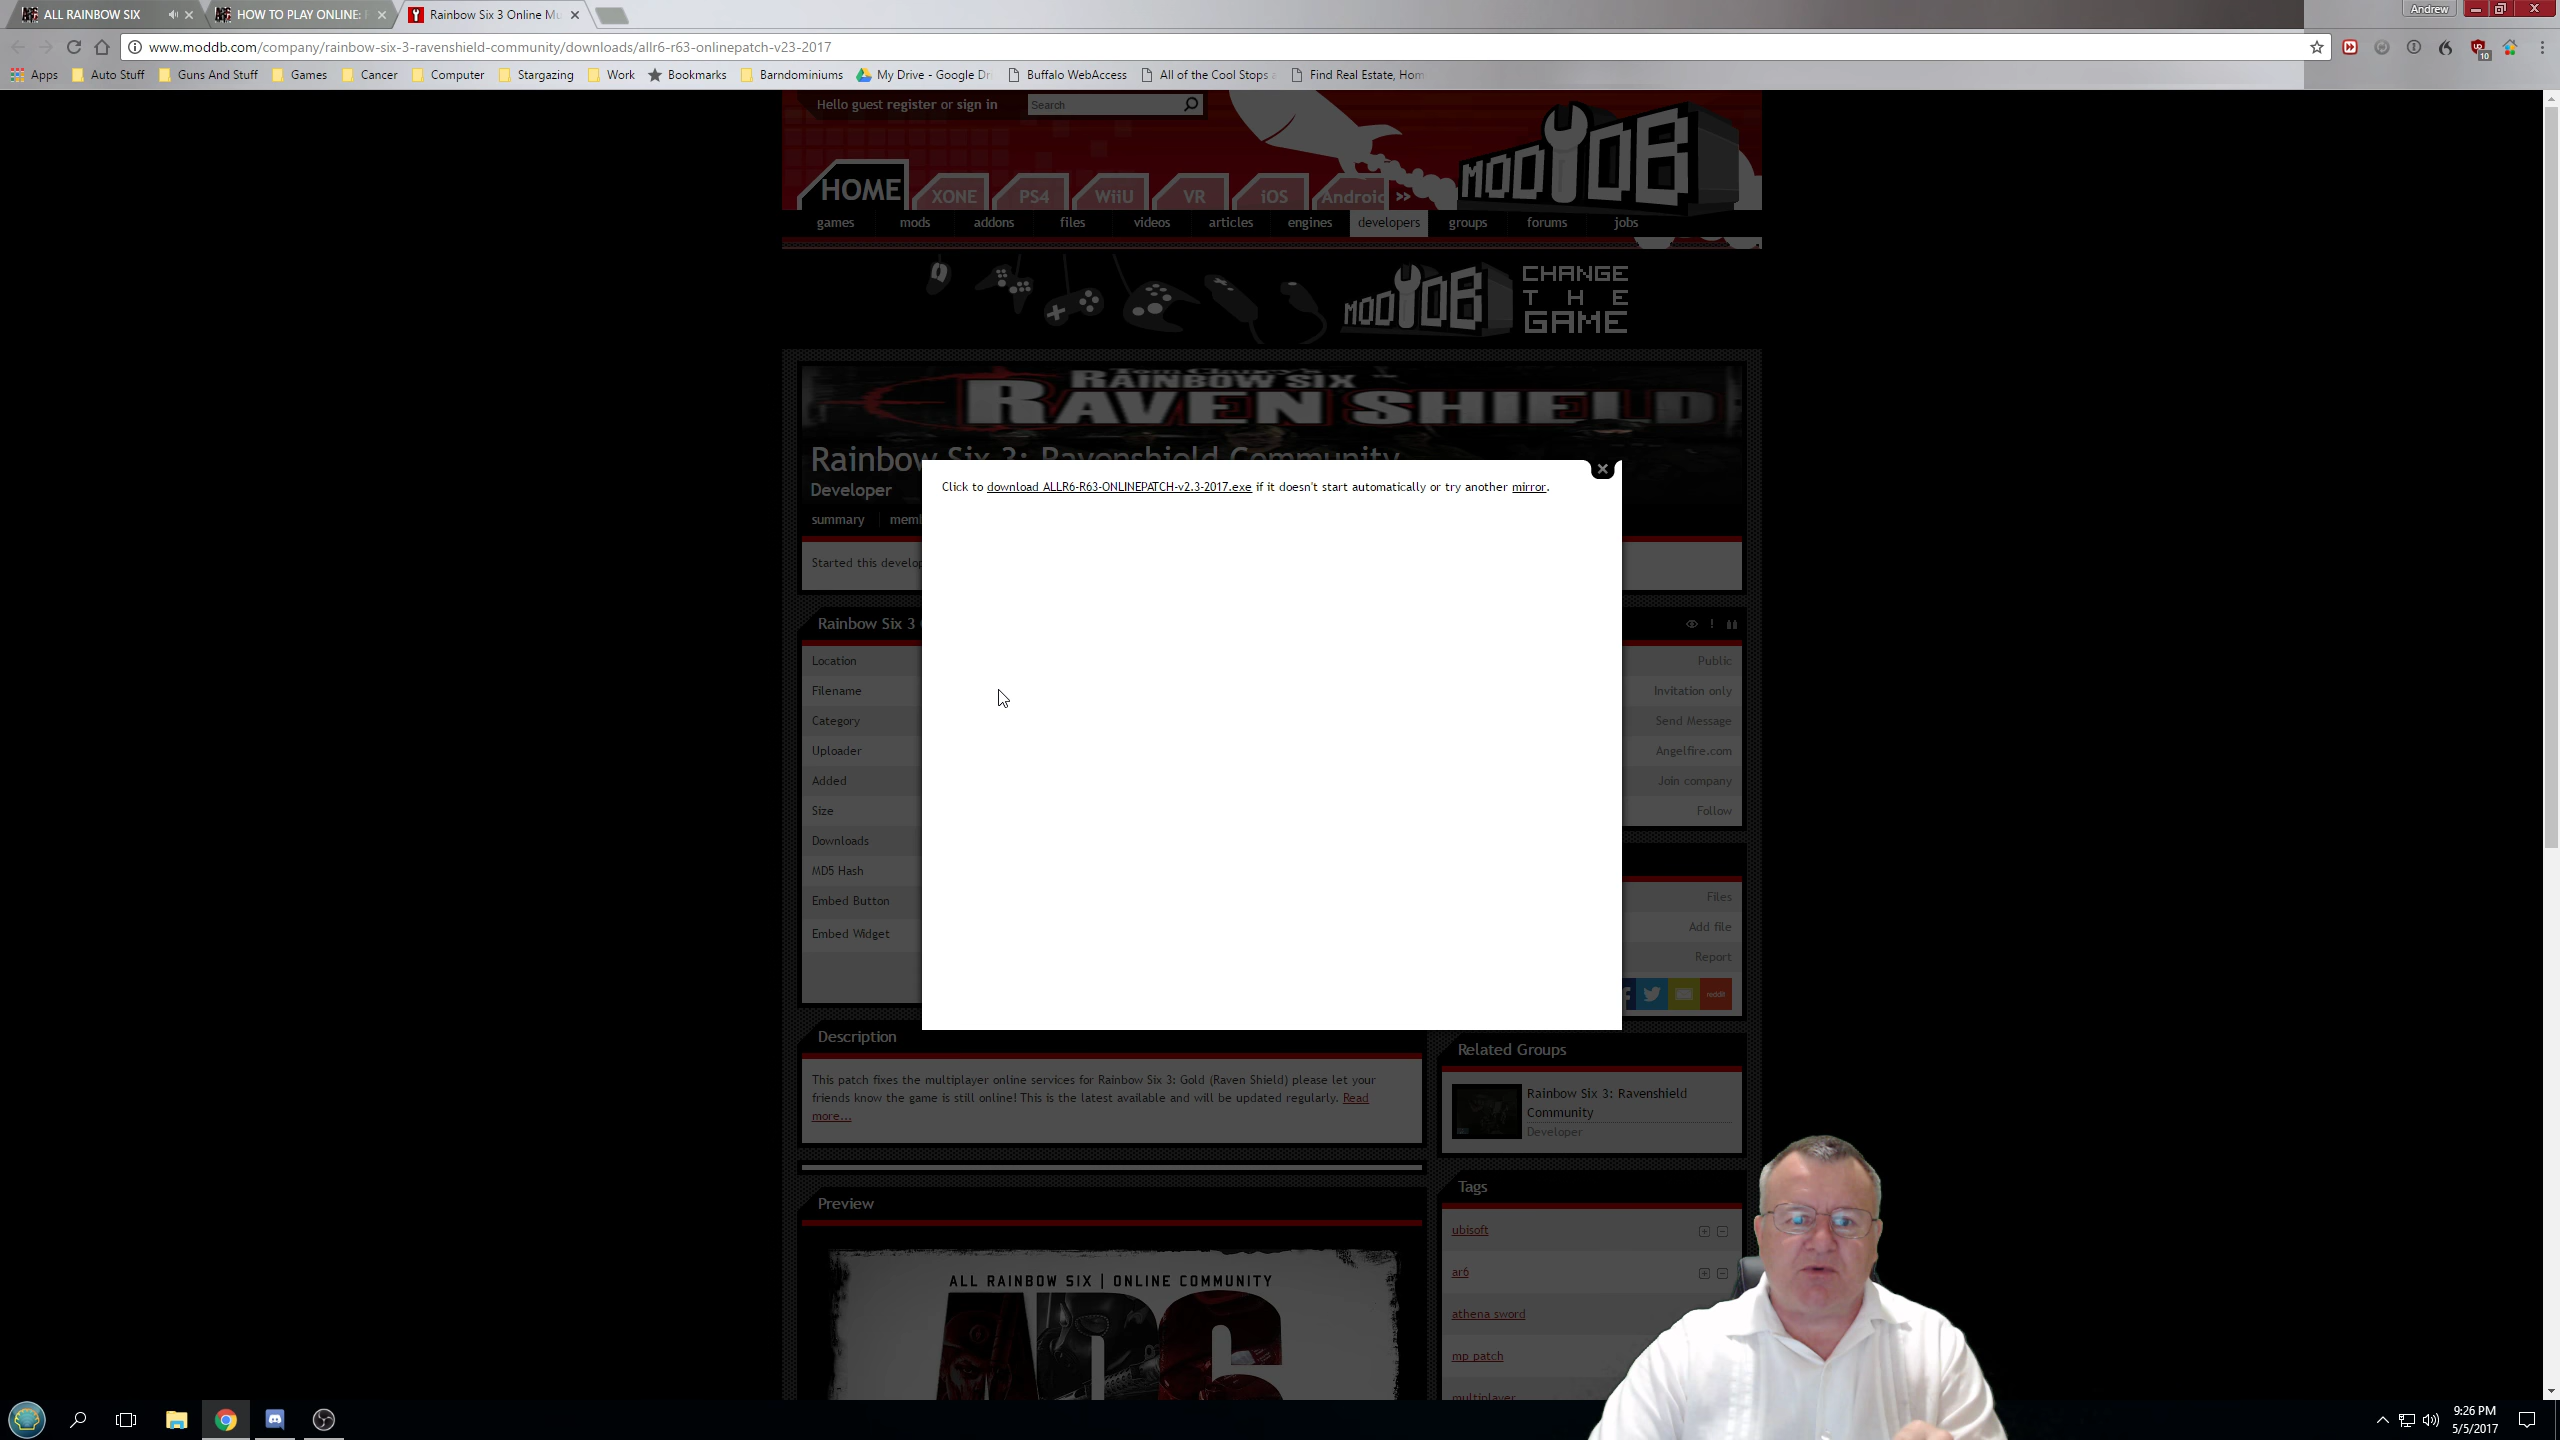 ALL RAINBOW SIX
HOW TO PLAY ONLINE:
Rainbow Six 3 Online Mu
Andrew
www.moddb.com/company/rainbow-six-3-ravenshield-community/downloads/allr6-r63-onlinepatch-v23-2017
10
Apps Auto Stuff Guns And Stuff Games Cancer Computer Stargazing Work Bookmarks Barndominiums My Drive - Google Dr Buffalo WebAccess All of the Cool Stops Find Real Estate, Hom
Hello guest register or sign in Search
MODDB
HOME XONE PS4 WiiU VR iOS Android »
games mods addons files videos articles engines developers groups forums jobs
MODDB
CHANGE
THE
GAME
Tom Clancy's
RAINBOW SIX
RAVEN SHIELD
Rainbow Six 3: Ravenshield Community
Developer
summary mem
Started this develop
Click to download ALLR6-R63-ONLINEPATCH-v2.3-2017.exe if it doesn't start automatically or try another mirror.
Rainbow Six 3
Location
Filename
Category
Uploader
Added
Size
Downloads
MD5 Hash
Embed Button
Embed Widget
Public
Invitation only
Send Message
Angelfire.com
Join company
Follow
Files
Add file
Report
reddit
Description
This patch fixes the multiplayer online services for Rainbow Six 3: Gold (Raven Shield) please let your
friends know the game is still online! This is the latest available and will be updated regularly. Read
more...
Preview
ALL RAINBOW SIX | ONLINE COMMUNITY
AR6
Related Groups
Rainbow Six 3: Ravenshield
Community
Developer
Tags
ubisoft
ar6
athena sword
mp patch
multiplayer
9:26 PM
5/5/2017